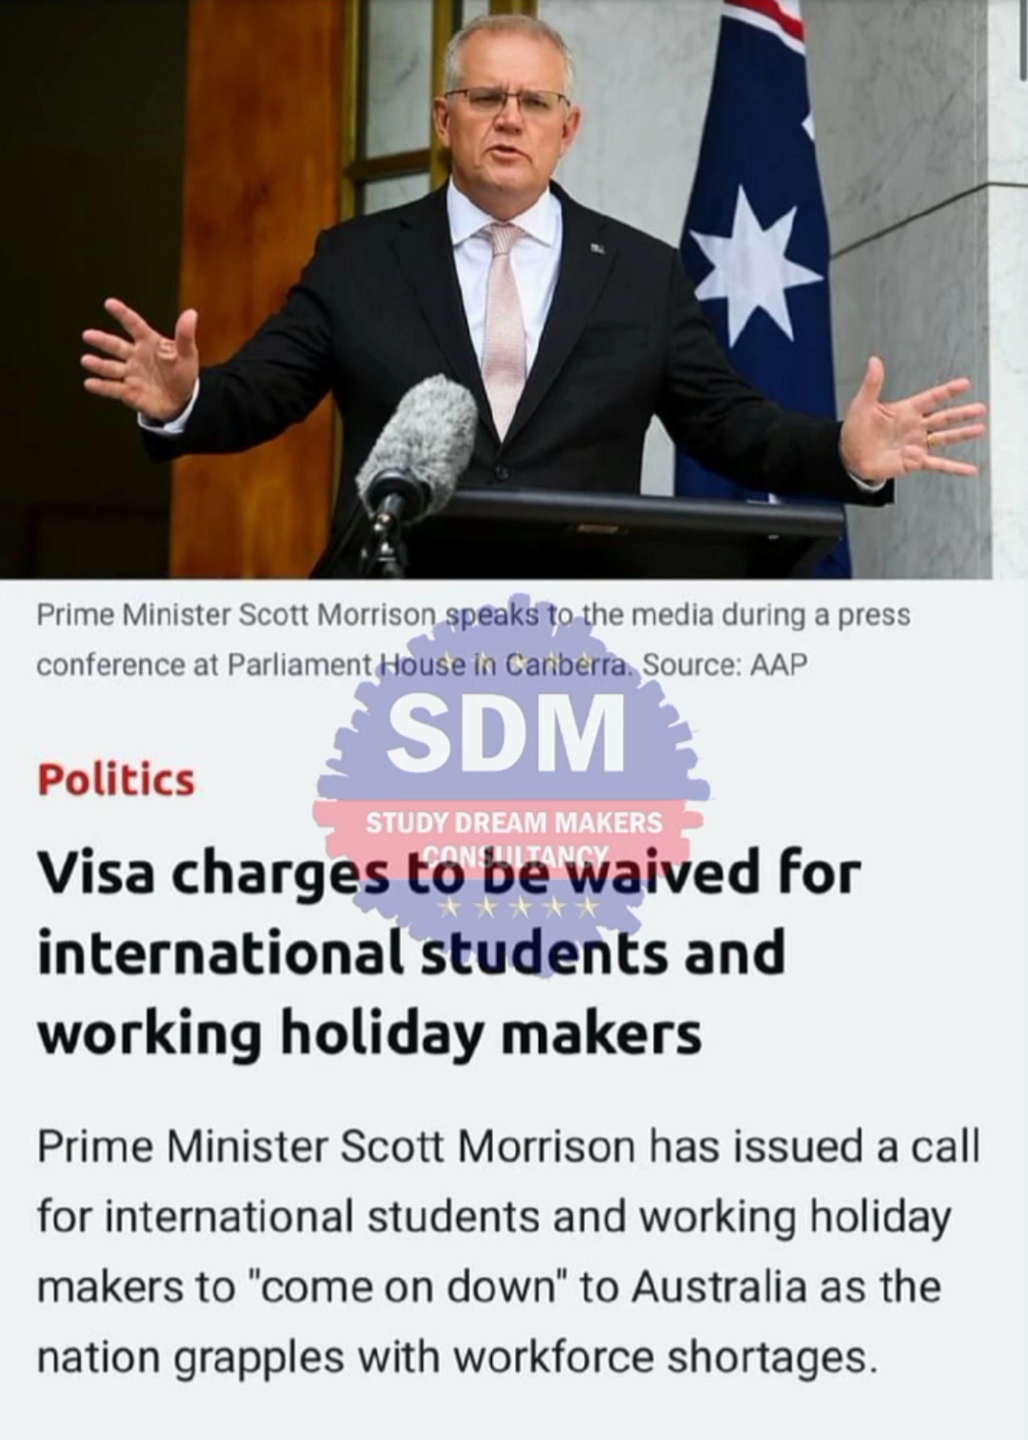 Prime Minister Scott Morrison speaks to the media during a press
conference at Parliament House in Canberra. Source: AAP
SDM
STUDY DREAM MAKERS
CONSULTANCY
Politics
Visa charges to be waived for
international students and
working holiday makers
Prime Minister Scott Morrison has issued a call
for international students and working holiday
makers to "come on down" to Australia as the
nation grapples with workforce shortages.